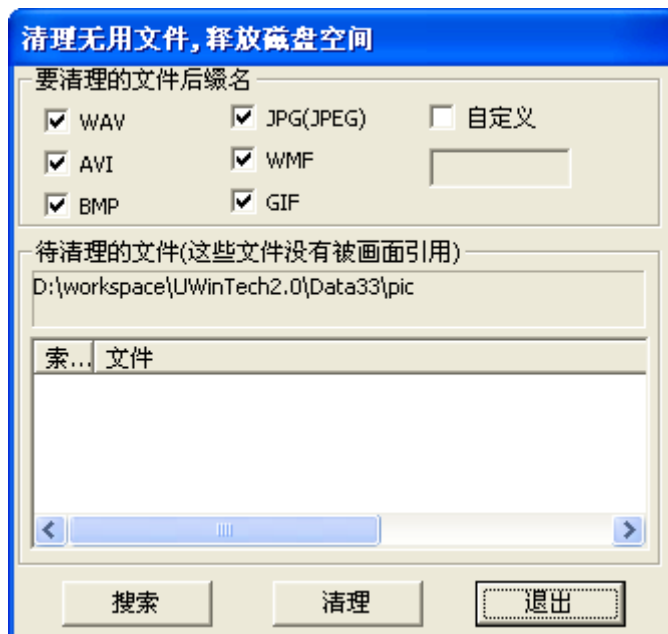 清理无用文件,释放磁盘空间
要清理的文件后缀名
WAV JPG(JPEG) 自定义
AVI WMF
BMP GIF
待清理的文件(这些文件没有被画面引用)
D:\workspace\UWinTech2.0\Data33\pic
索... 文件
搜索 清理 退出